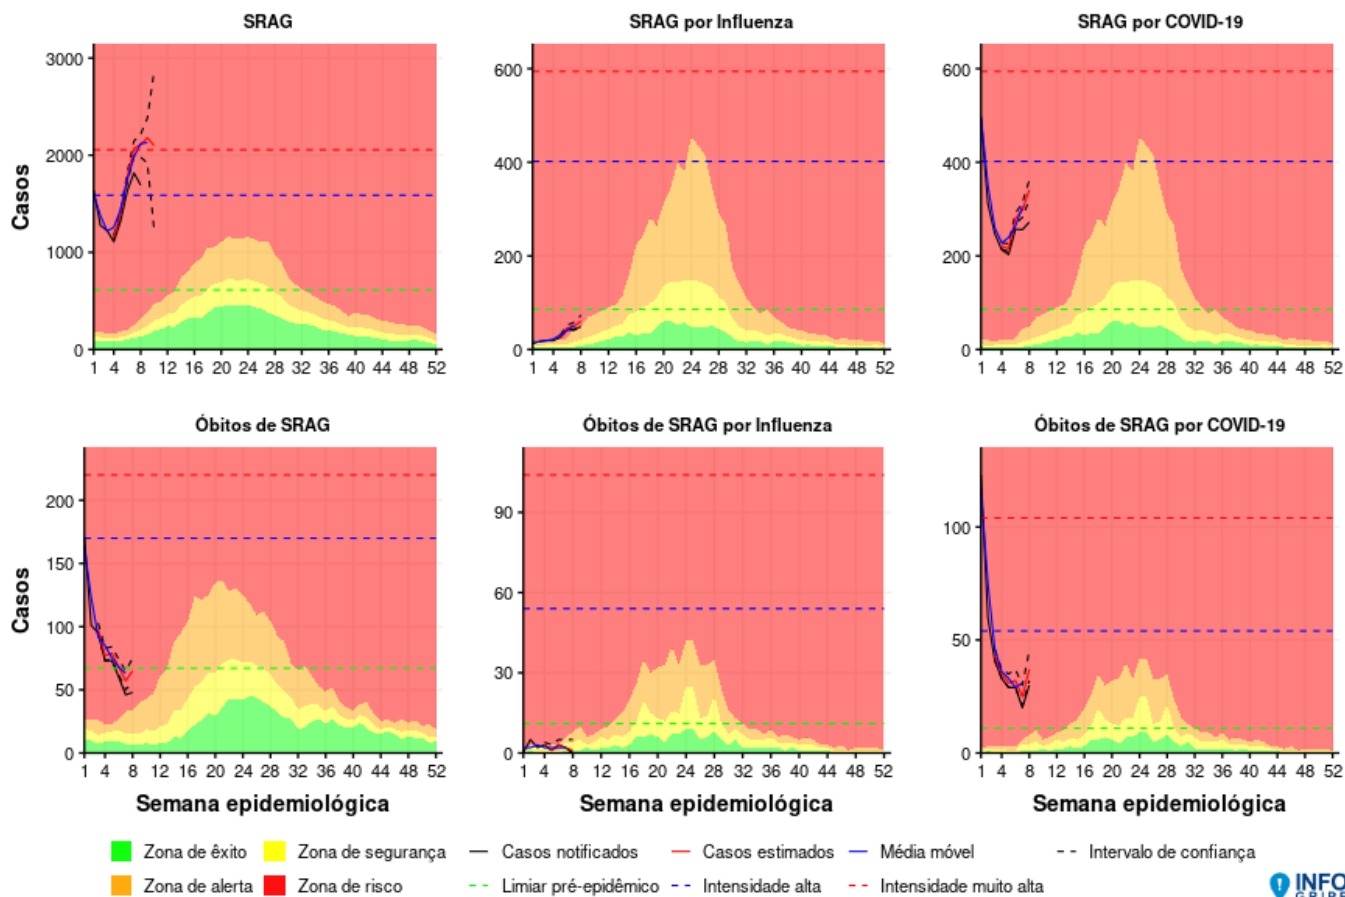 SRAG
SRAG por Influenza
SRAG por COVID-19
Casos
3000
2000
1000
0
1 4 8 12 16 20 24 28 32 36 40 44 48 52
600
400
200
0
1 4 8 12 16 20 24 28 32 36 40 44 48 52
600
400
200
0
1 4 8 12 16 20 24 28 32 36 40 44 48 52
Óbitos de SRAG
Óbitos de SRAG por Influenza
Óbitos de SRAG por COVID-19
Casos
200
150
100
50
0
1 4 8 12 16 20 24 28 32 36 40 44 48 52
90
60
30
0
1 4 8 12 16 20 24 28 32 36 40 44 48 52
100
50
0
1 4 8 12 16 20 24 28 32 36 40 44 48 52
Semana epidemiológica
Semana epidemiológica
Semana epidemiológica
Zona de êxito Zona de segurança Casos notificados Casos estimados Média móvel Intervalo de confiança
Zona de alerta Zona de risco Limiar pré-epidêmico Intensidade alta Intensidade muito alta
INFO
GRIPE